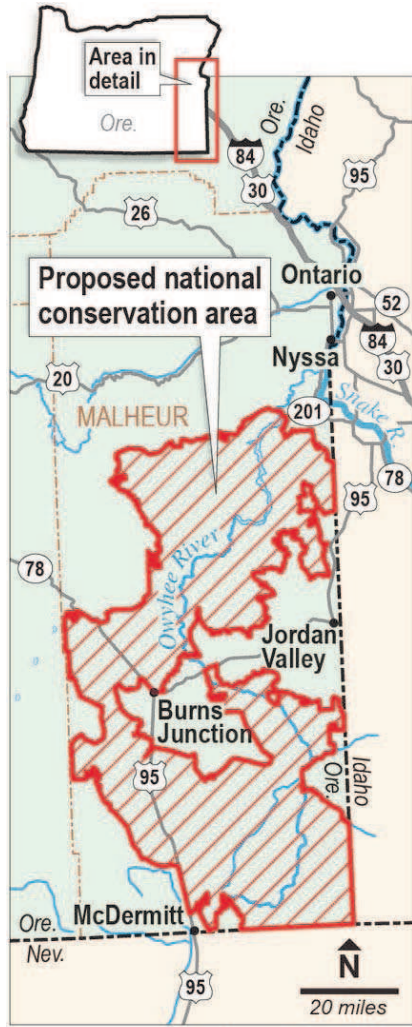 Area in
detail
Ore.
Ore.
Idaho
84
30
95
26
Proposed national
conservation area
Ontario
52
84
Nyssa
30
20
201
Snake R.
MALHEUR
78
95
78
Owyhee River
Jordan
Valley
Burns
Junction
95
Idaho
Ore.
McDermitt
Ore.
Nev.
95
N
20 miles